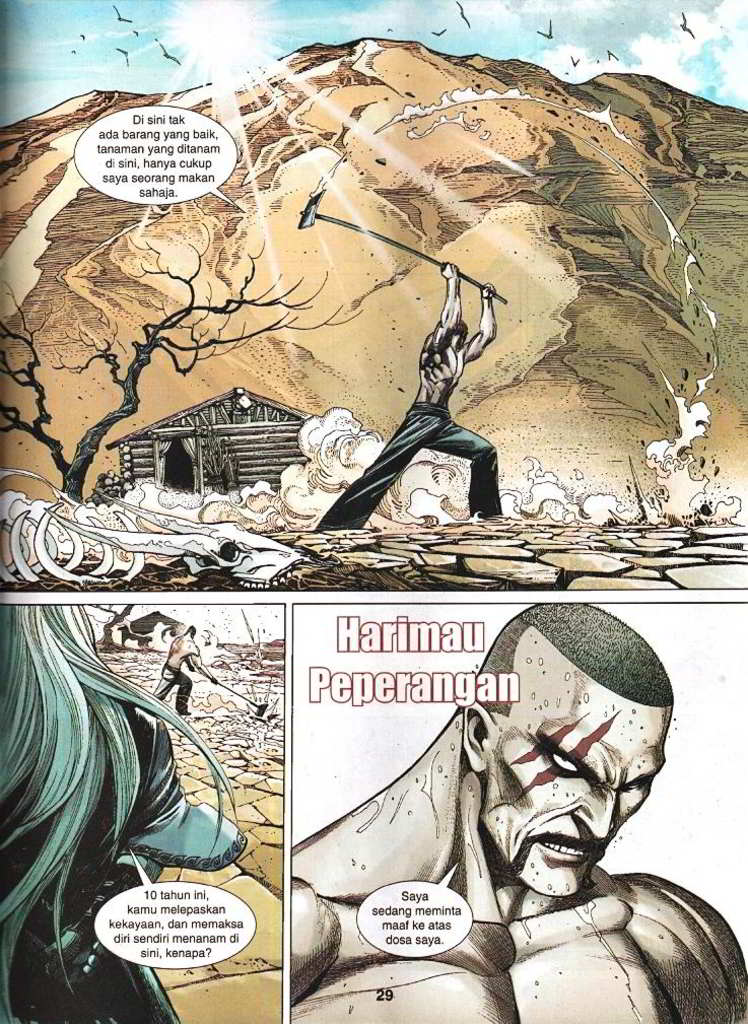 Di sini tak
ada barang yang baik,
tanaman yang ditanam
di sini, hanya cukup
saya seorang makan
sahaja.
10 tahun ini,
kamu melepaskan
kekayaan, dan memaksa
diri sendiri menanam di
sini, kenapa?
Harimau
Peperangan
Saya
sedang meminta
maaf ke atas
dosa saya.
29